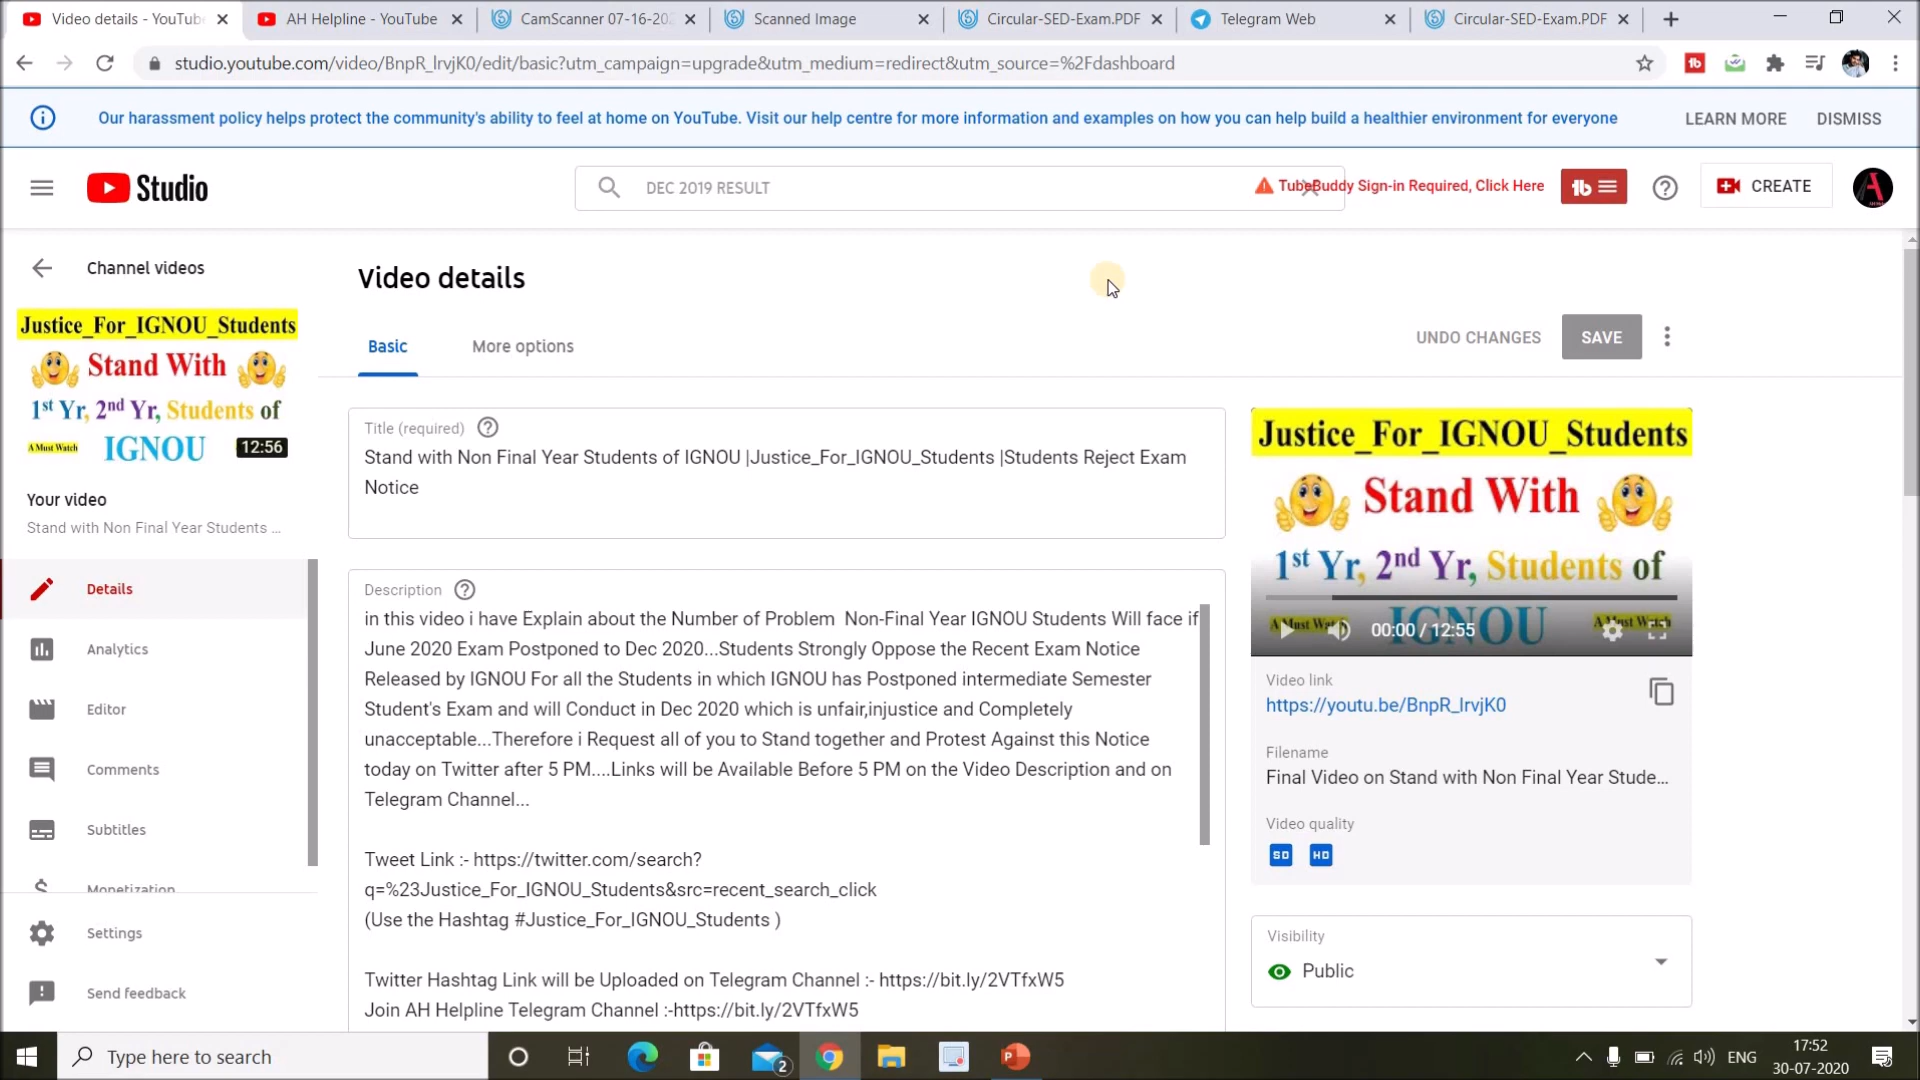 Video details - YouTube
AH Helpline - YouTube
CamScanner 07-16-202
Scanned Image
Circular-SED-Exam.PDF
Telegram Web
Circular-SED-Exam.PDF
studio.youtube.com/video/BnpR_lrvjK0/edit/basic?utm_campaign=upgrade&utm_medium=redirect&utm_source=%2Fdashboard
Our harassment policy helps protect the community's ability to feel at home on YouTube. Visit our help centre for more information and examples on how you can help build a healthier environment for everyone
LEARN MORE
DISMISS
Studio
DEC 2019 RESULT
TubeBuddy Sign-in Required, Click Here
CREATE
Channel videos
Video details
Justice_For_IGNOU_Students
Stand With
1st Yr, 2nd Yr, Students of
A Must Watch IGNOU 12:56
Basic
More options
UNDO CHANGES
SAVE
Your video
Stand with Non Final Year Students ...
Title (required)
Stand with Non Final Year Students of IGNOU |Justice_For_IGNOU_Students |Students Reject Exam
Notice
Details
Analytics
Editor
Comments
Subtitles
Monetization
Settings
Send feedback
Description
in this video i have Explain about the Number of Problem Non-Final Year IGNOU Students Will face if
June 2020 Exam Postponed to Dec 2020...Students Strongly Oppose the Recent Exam Notice
Released by IGNOU For all the Students in which IGNOU has Postponed intermediate Semester
Student's Exam and will Conduct in Dec 2020 which is unfair,injustice and Completely
unacceptable...Therefore i Request all of you to Stand together and Protest Against this Notice
today on Twitter after 5 PM....Links will be Available Before 5 PM on the Video Description and on
Telegram Channel...
Tweet Link :- https://twitter.com/search?
q=%23Justice_For_IGNOU_Students&src=recent_search_click
(Use the Hashtag #Justice_For_IGNOU_Students )
Twitter Hashtag Link will be Uploaded on Telegram Channel :- https://bit.ly/2VTfxW5
Join AH Helpline Telegram Channel :-https://bit.ly/2VTfxW5
Justice_For_IGNOU_Students
Stand With
1st Yr, 2nd Yr, Students of
A Must Watch IGNOU A Must Watch
00:00 / 12:55
Video link
https://youtu.be/BnpR_lrvjK0
Filename
Final Video on Stand with Non Final Year Stude...
Video quality
SD HD
Visibility
Public
Type here to search
2
ENG
17:52
30-07-2020